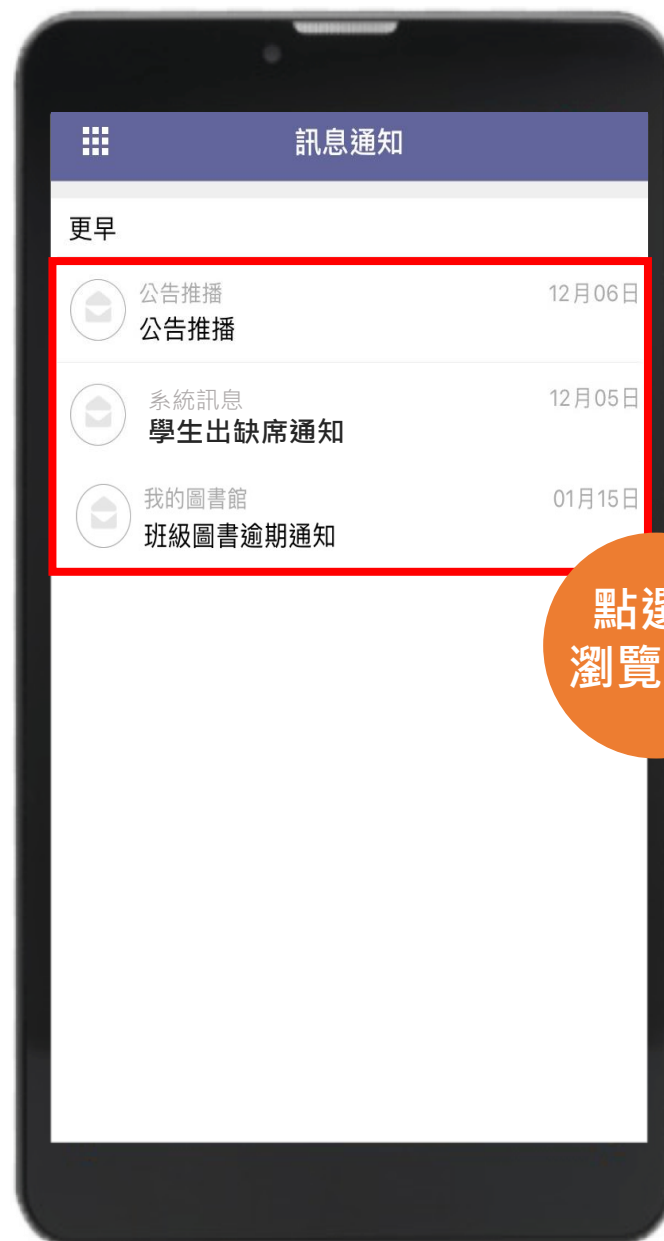 訊息通知
更早
公告推播 12月06日
公告推播
系統訊息 12月05日
學生出缺席通知
我的圖書館 01月15日
班級圖書逾期通知
點選
瀏覽